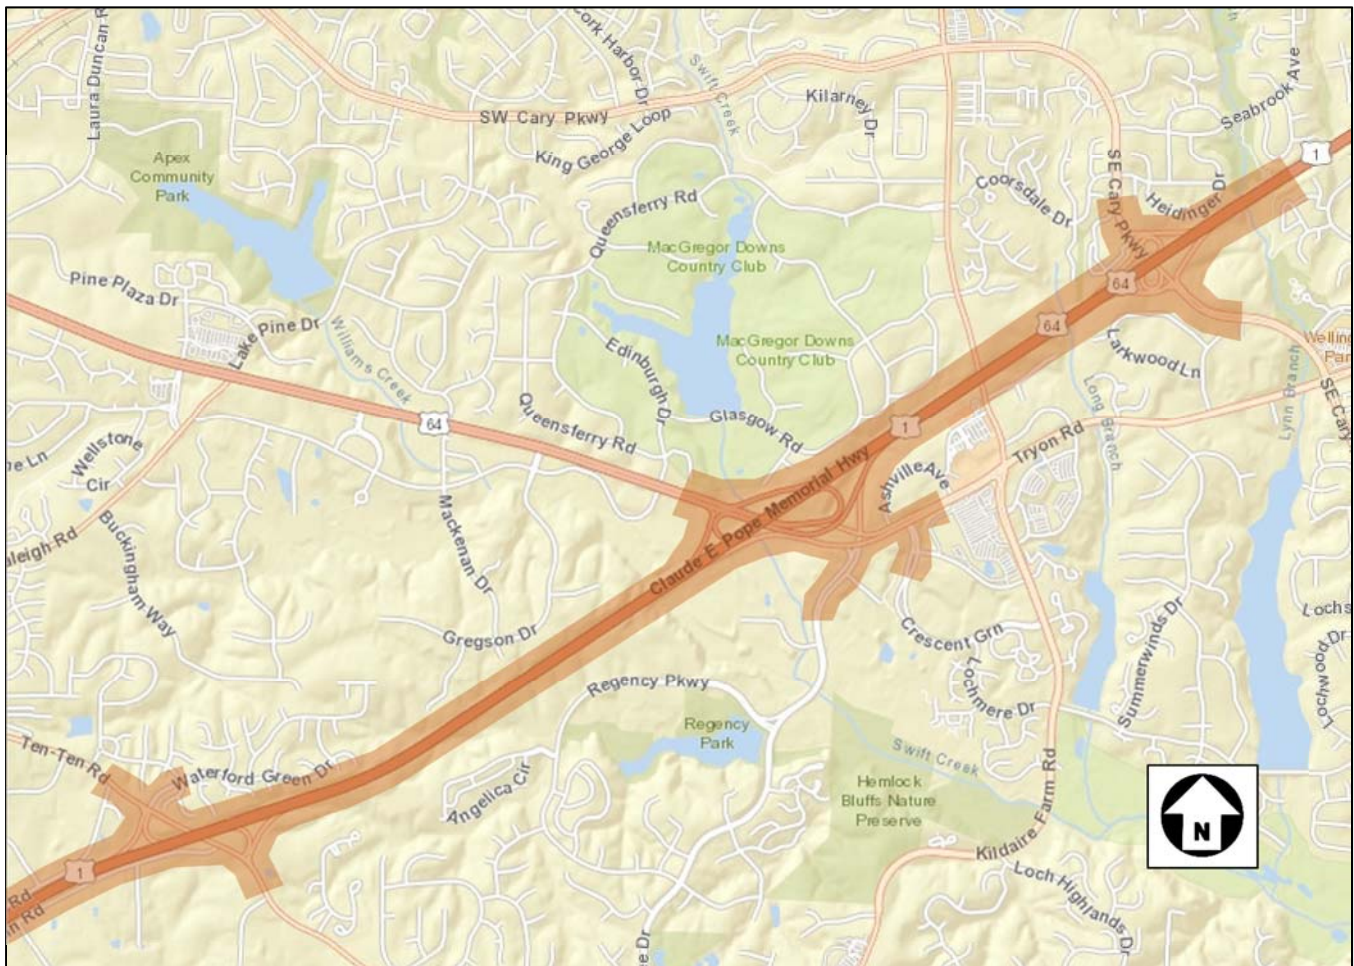 Laura Duncan R
Cork Harbor Dr
Swift Creek
Kilarney Dr
SW Cary Pkwy
King George Loop
Seabrook Ave
1
Apex
Community
Park
SE Cary Pkwy
Coorsdale Dr
Heidinger Dr
Queensferry Rd
MacGregor Downs
Country Club
Pine Plaza Dr
64
Lake Pine Dr
Williams Creek
64
MacGregor Downs
Country Club
Edinburgh Dr
Larkwood Ln
Wellin
Par
Long Branch
Lynn Branch
SE Cary
Queensferry Rd
64
Glasgow Rd
1
Tryon Rd
Wellstone
Cir
ne Ln
Ashville Ave
Claude E Pope Memorial Hwy
aleigh Rd
Buckingham Way
Mackenan Dr
Gregson Dr
Crescent Grn
Summerwinds Dr
Lochs
Lochwood Dr
Lochmere Dr
Regency Pkwy
Regency
Park
Swift Creek
Ten-Ten Rd
Waterford Green Dr
Angelica Cir
Hemlock
Bluffs Nature
Preserve
Kildaire Farm Rd
N
1
Loch Highlands Dr
Rd
n Rd
e Dr